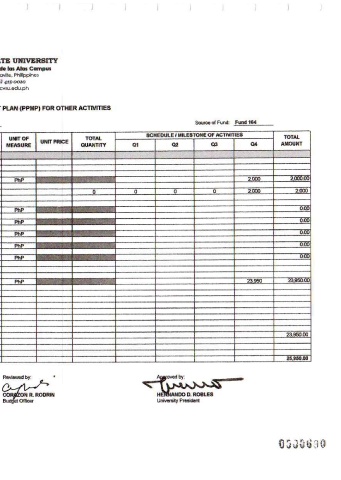 TE UNIVERSITY
de las Alas Campus
Philippines
cvsu.edu.ph
PLAN (PPMP) FOR OTHER ACTIVITIES
Source of Fund: Fund 164
UNIT OF MEASURE UNIT PRICE TOTAL QUANTITY SCHEDULE / MILESTONE OF ACTIVITIES TOTAL AMOUNT
Q1 Q2 Q3 Q4
PhP 2,000 2,000.00
0 0 0 0 2,000 2,000
PhP 0.00
PhP 0.00
PhP 0.00
PhP 0.00
PhP 0.00
PhP 23,950 23,950.00
23,950.00
25,950.00
Reviewed by: Approved by:
CORAZON R. RODRIN HERNANDO D. ROBLES
Budget Officer University President